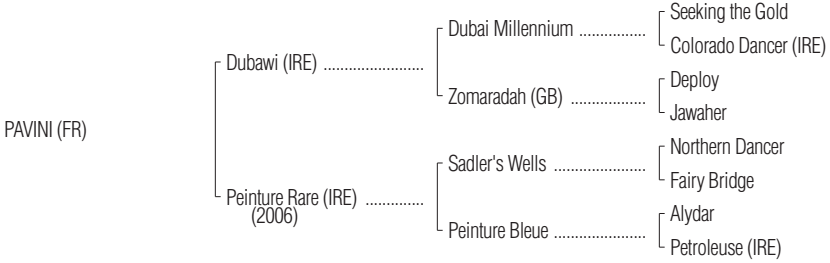 Seeking the Gold
Dubai Millennium ................
Colorado Dancer (IRE)
Dubawi (IRE) ........................
Deploy
Zomaradah (GB) ..................
Jawaher
PAVINI (FR)
Northern Dancer
Sadler's Wells ......................
Fairy Bridge
Peinture Rare (IRE) ..............
(2006)
Alydar
Peinture Bleue ......................
Petroleuse (IRE)